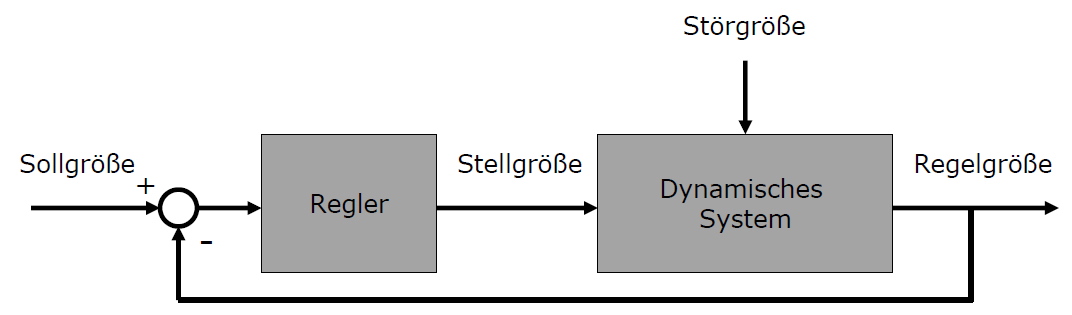 Störgröße
Sollgröße
+
Stellgröße
Regelgröße
Regler
Dynamisches
System
-